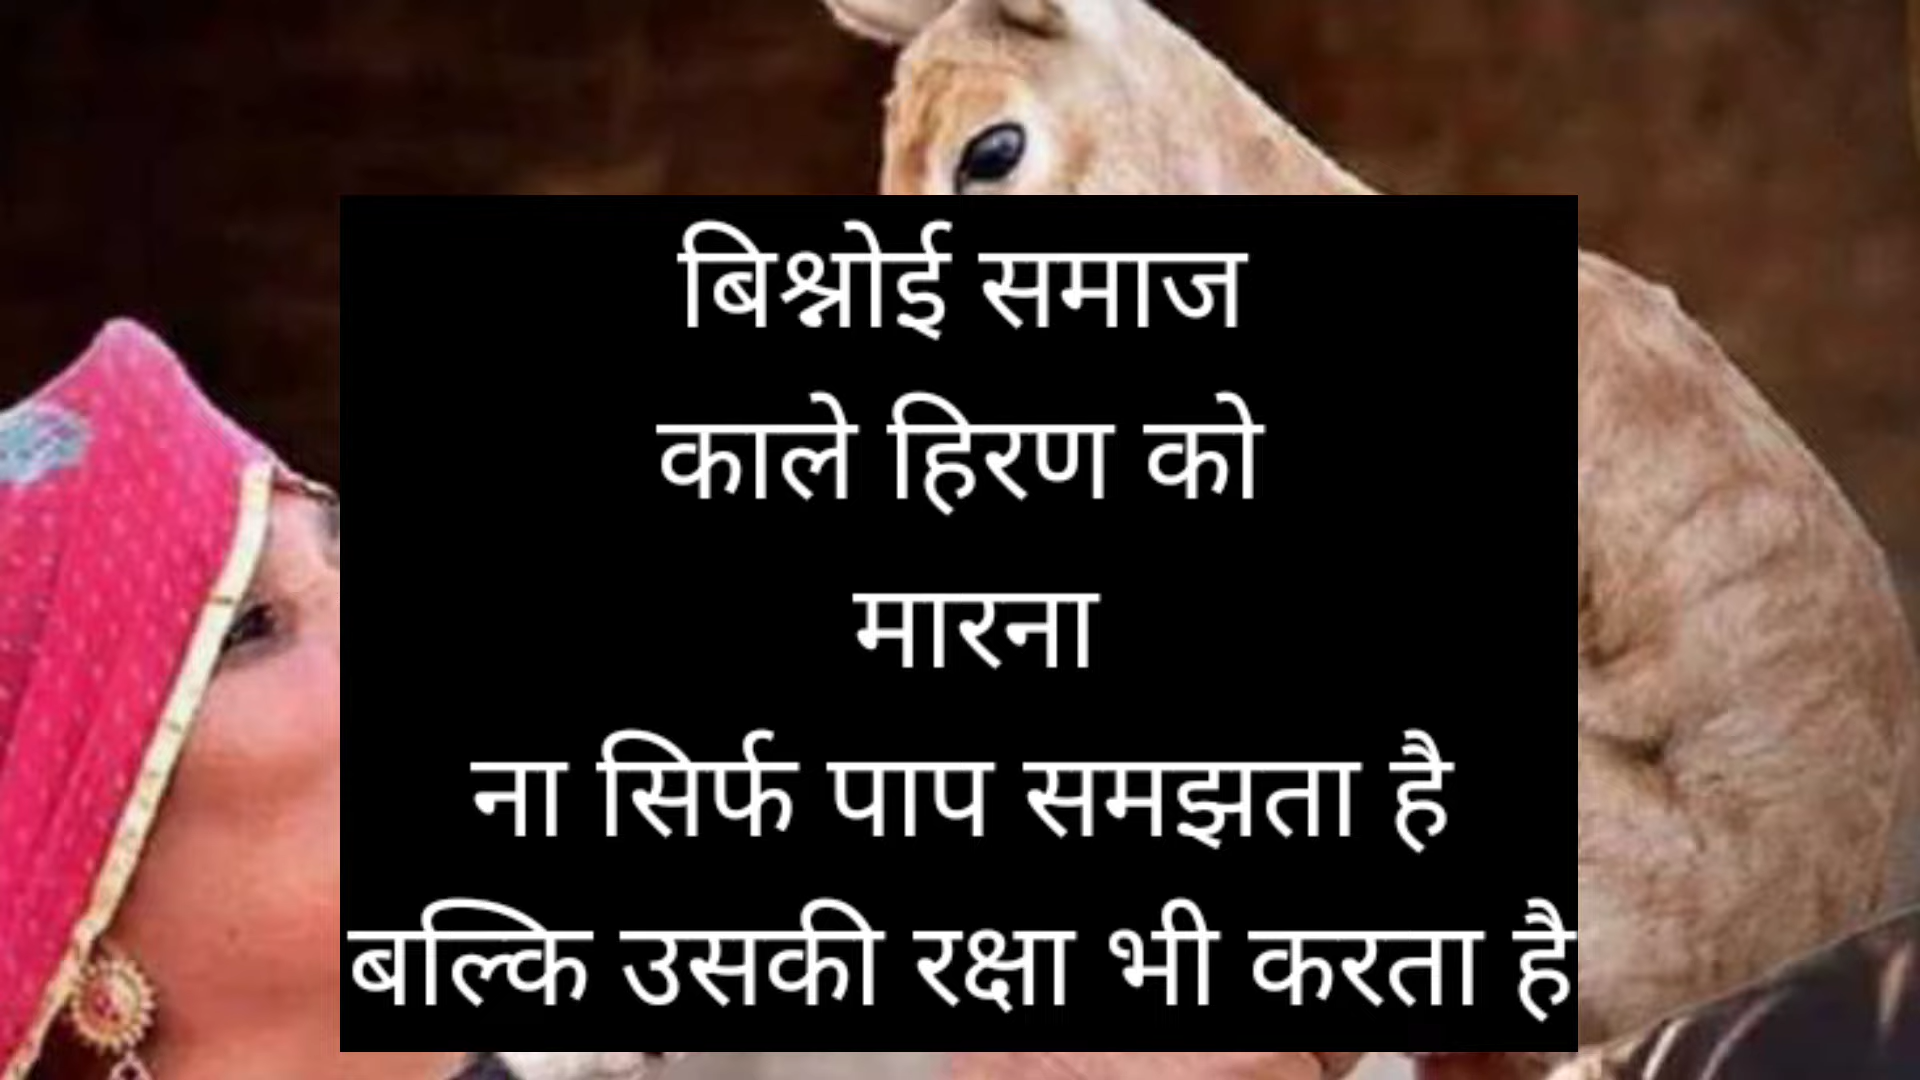 बिश्नोई समाज
काले हिरण को
मारना
ना सिर्फ पाप समझता है
बल्कि उसकी रक्षा भी करता है